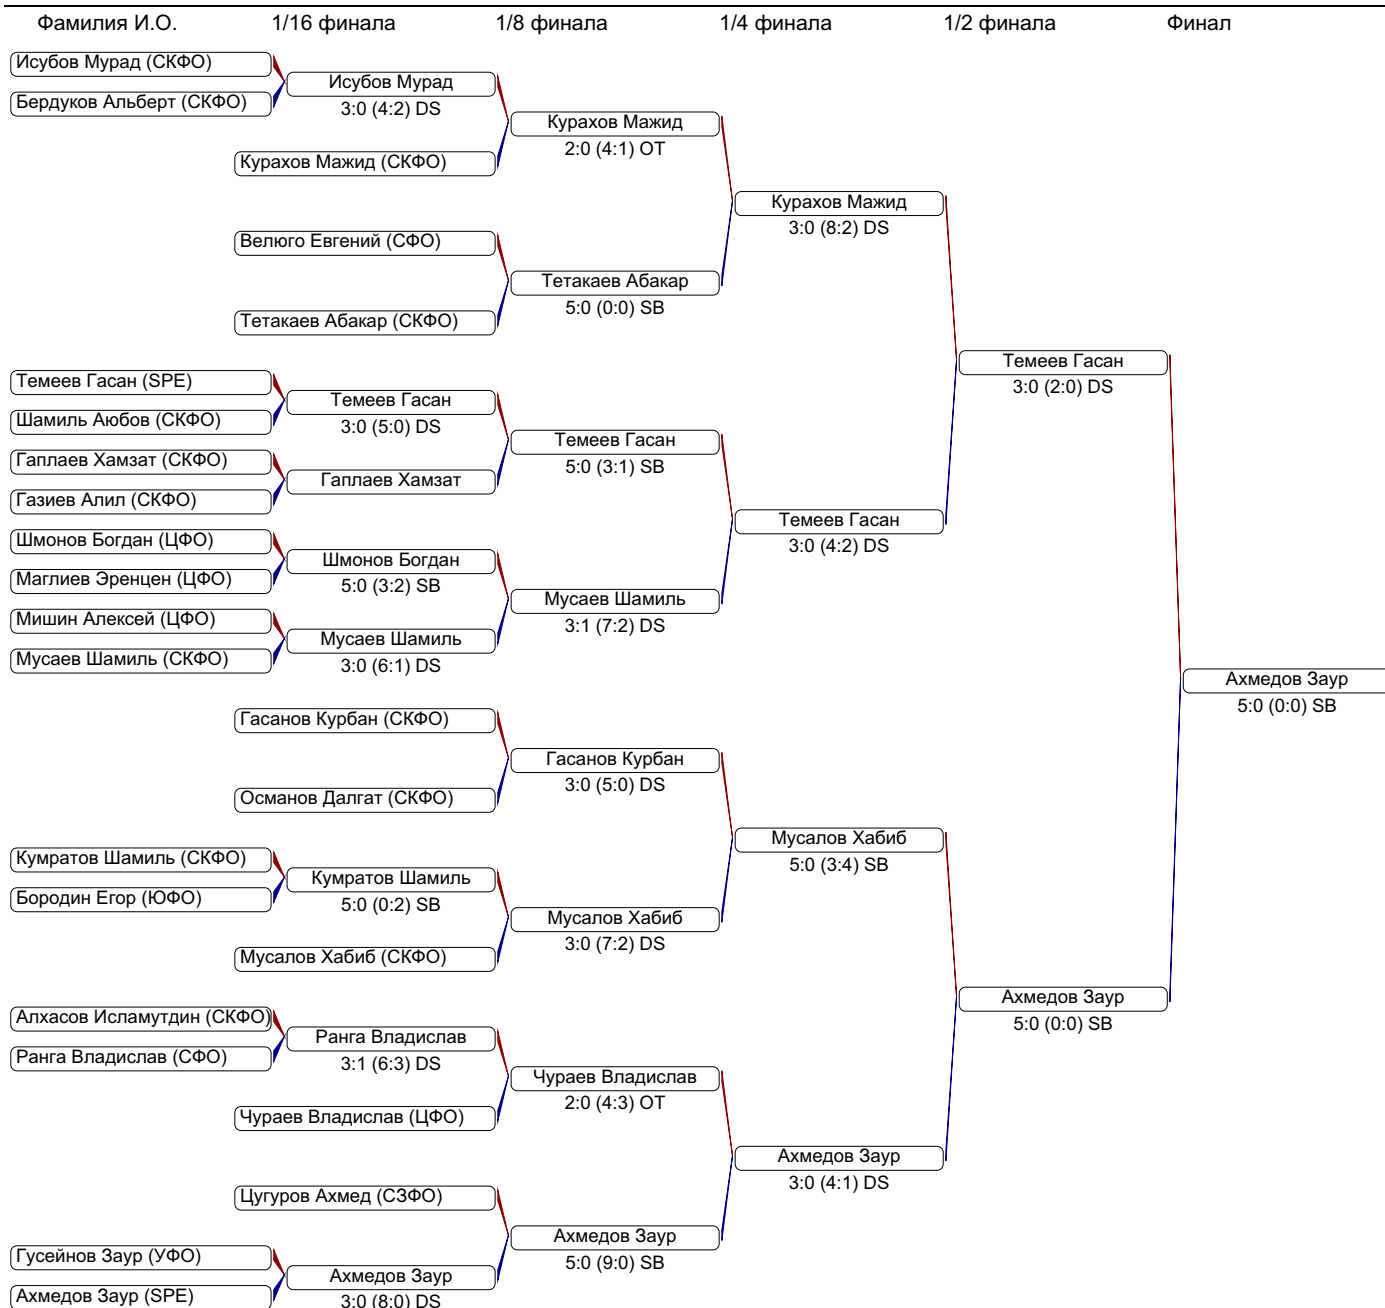 Фамилия И.О. 1/16 финала 1/8 финала 1/4 финала 1/2 финала Финал
Исубов Мурад (СКФО)
Исубов Мурад
Бердуков Альберт (СКФО)
3:0 (4:2) DS
Курахов Мажид
2:0 (4:1) OT
Курахов Мажид (СКФО)
Курахов Мажид
3:0 (8:2) DS
Велюго Евгений (СФО)
Тетакаев Абакар
5:0 (0:0) SB
Тетакаев Абакар (СКФО)
Темеев Гасан
3:0 (2:0) DS
Темеев Гасан (SPE)
Темеев Гасан
Шамиль Аюбов (СКФО)
3:0 (5:0) DS
Темеев Гасан
5:0 (3:1) SB
Гаплаев Хамзат (СКФО)
Гаплаев Хамзат
Газиев Алил (СКФО)
Темеев Гасан
3:0 (4:2) DS
Шмонов Богдан (ЦФО)
Шмонов Богдан
Маглиев Эренцен (ЦФО)
5:0 (3:2) SB
Мусаев Шамиль
3:1 (7:2) DS
Мишин Алексей (ЦФО)
Мусаев Шамиль
Мусаев Шамиль (СКФО)
3:0 (6:1) DS
Ахмедов Заур
5:0 (0:0) SB
Гасанов Курбан (СКФО)
Гасанов Курбан
3:0 (5:0) DS
Османов Далгат (СКФО)
Мусалов Хабиб
5:0 (3:4) SB
Кумратов Шамиль (СКФО)
Кумратов Шамиль
Бородин Егор (ЮФО)
5:0 (0:2) SB
Мусалов Хабиб
3:0 (7:2) DS
Мусалов Хабиб (СКФО)
Ахмедов Заур
5:0 (0:0) SB
Алхасов Исламутдин (СКФО)
Ранга Владислав
Ранга Владислав (СФО)
3:1 (6:3) DS
Чураев Владислав
2:0 (4:3) OT
Чураев Владислав (ЦФО)
Ахмедов Заур
3:0 (4:1) DS
Цугуров Ахмед (СЗФО)
Ахмедов Заур
5:0 (9:0) SB
Гусейнов Заур (УФО)
Ахмедов Заур
Ахмедов Заур (SPE)
3:0 (8:0) DS